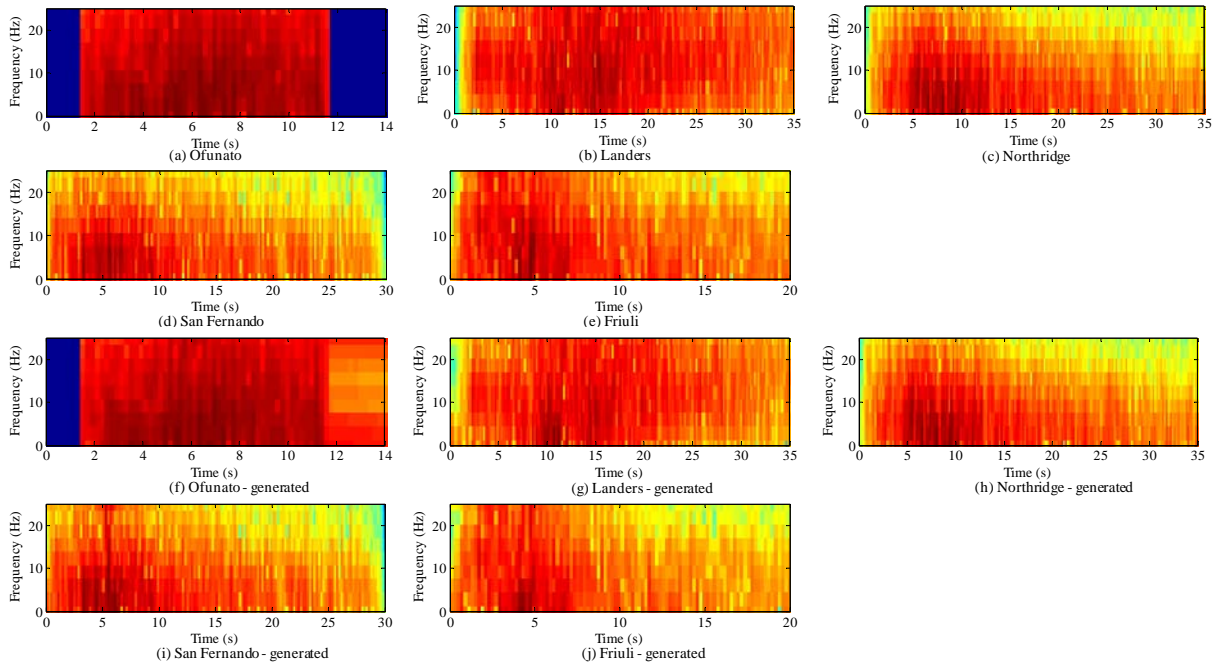 Frequency (Hz)
20
10
0
0 2 4 6 8 10 12 14
Time (s)
(a) Ofunato
Frequency (Hz)
20
10
0
0 5 10 15 20 25 30 35
Time (s)
(b) Landers
Frequency (Hz)
20
10
0
0 5 10 15 20 25 30 35
Time (s)
(c) Northridge
Frequency (Hz)
20
10
0
0 5 10 15 20 25 30
Time (s)
(d) San Fernando
Frequency (Hz)
20
10
0
0 5 10 15 20
Time (s)
(e) Friuli
Frequency (Hz)
20
10
0
0 2 4 6 8 10 12 14
Time (s)
(f) Ofunato - generated
Frequency (Hz)
20
10
0
0 5 10 15 20 25 30 35
Time (s)
(g) Landers - generated
Frequency (Hz)
20
10
0
0 5 10 15 20 25 30 35
Time (s)
(h) Northridge - generated
Frequency (Hz)
20
10
0
0 5 10 15 20 25 30
Time (s)
(i) San Fernando - generated
Frequency (Hz)
20
10
0
0 5 10 15 20
Time (s)
(j) Friuli - generated